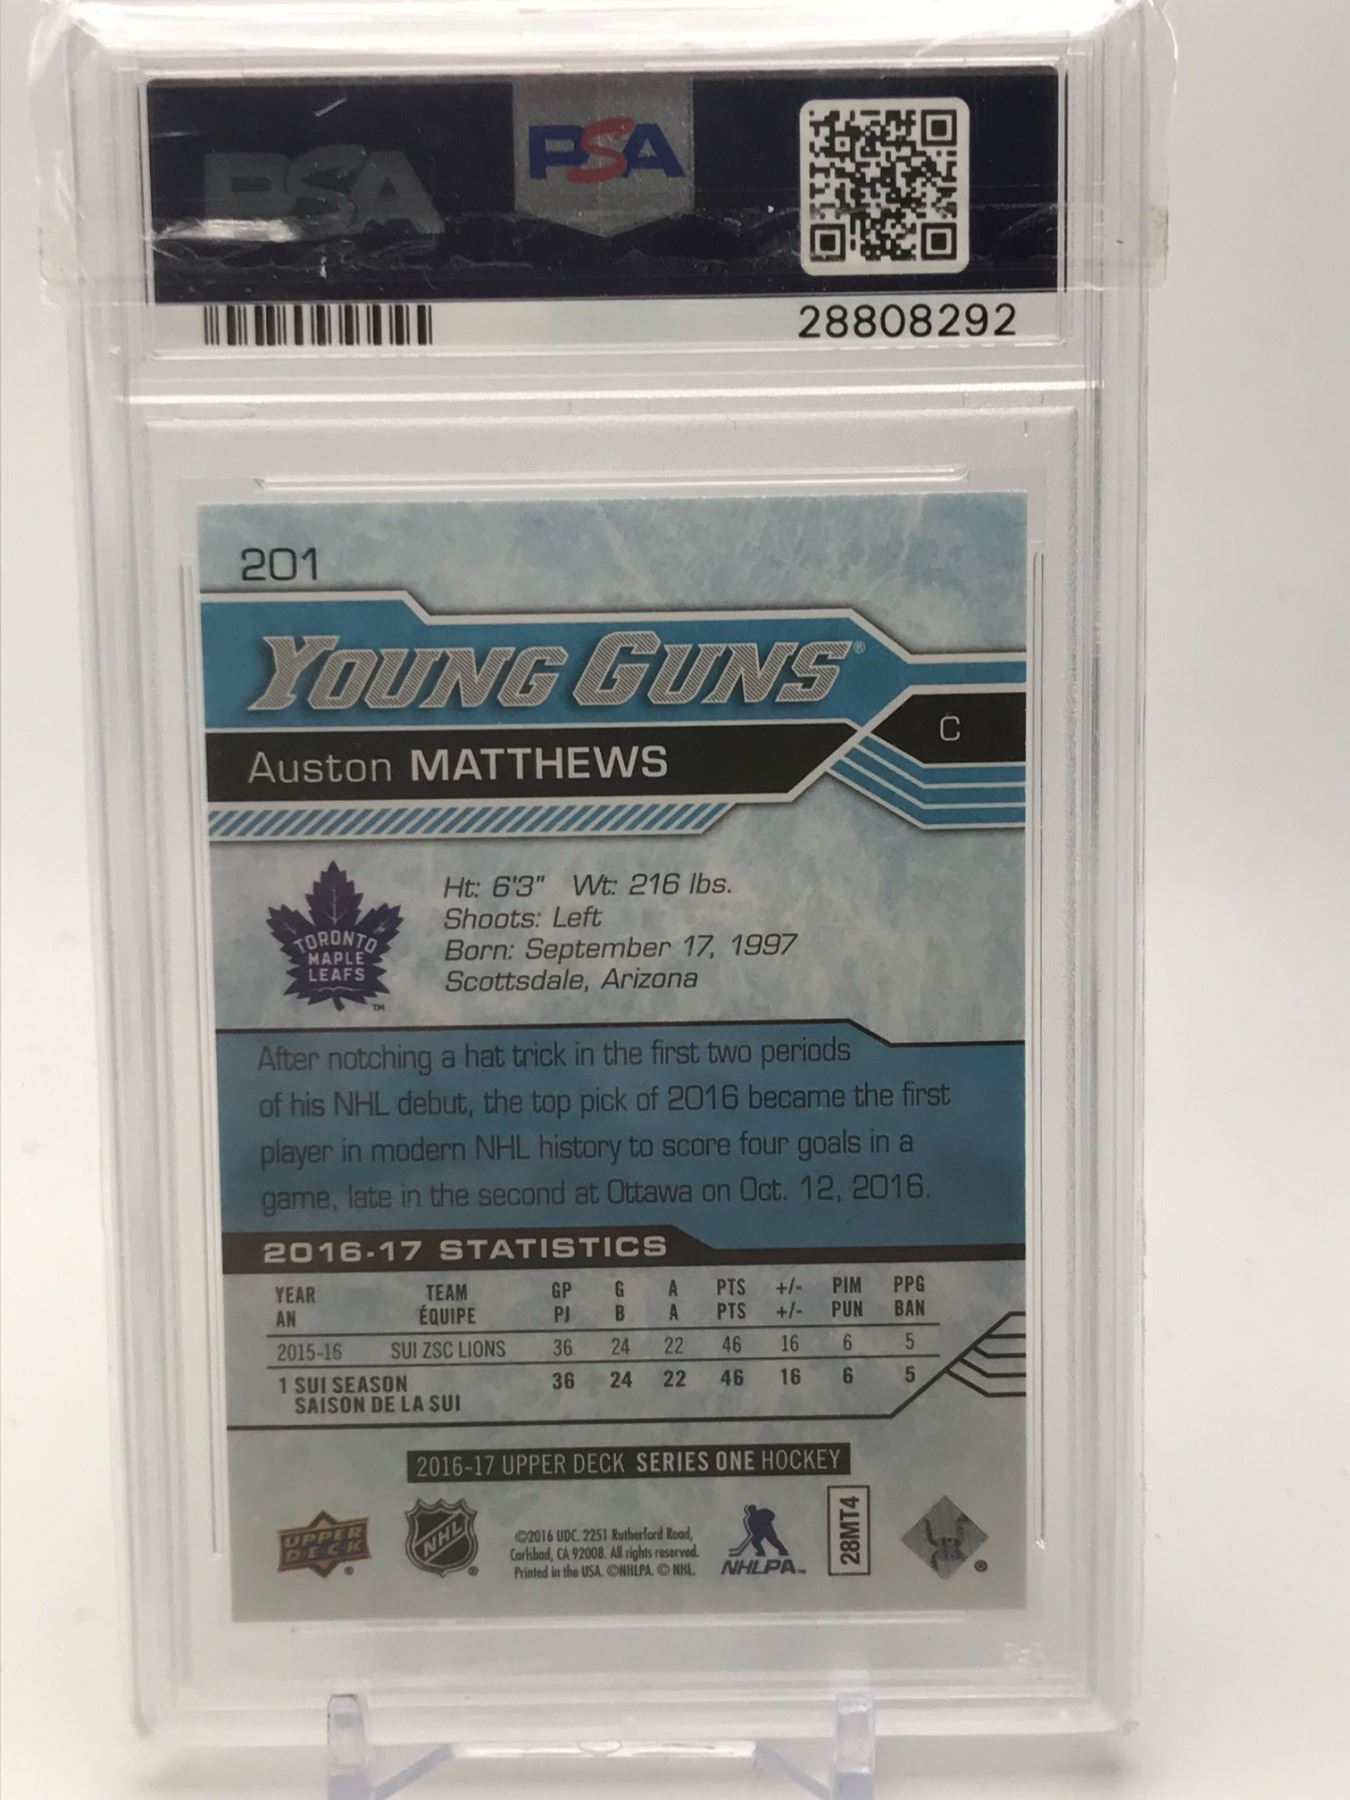 PSA PSA
28808292
201
YOUNG GUNS®
C
Auston MATTHEWS
Ht: 6'3" Wt: 216 lbs.
Shoots: Left
Born: September 17, 1997
Scottsdale, Arizona
TORONTO
MAPLE
LEAFS
TM
After notching a hat trick in the first two periods
of his NHL debut, the top pick of 2016 became the first
player in modern NHL history to score four goals in a
game, late in the second at Ottawa on Oct. 12, 2016.
2016-17 STATISTICS
YEAR TEAM GP G A PTS +/- PIM PPG
AN ÉQUIPE PJ B A PTS +/- PUN BAN
2015-16 SUI ZSC LIONS 36 24 22 46 16 6 5
1 SUI SEASON 36 24 22 46 16 6 5
SAISON DE LA SUI
2016-17 UPPER DECK SERIES ONE HOCKEY
UPPER
DECK
®
NHL
®
©2016 UDC. 2251 Rutherford Road,
Carlsbad, CA 92008. All rights reserved.
Printed in the USA. ©NHLPA. © NHL.
NHLPA™
28MT4
®